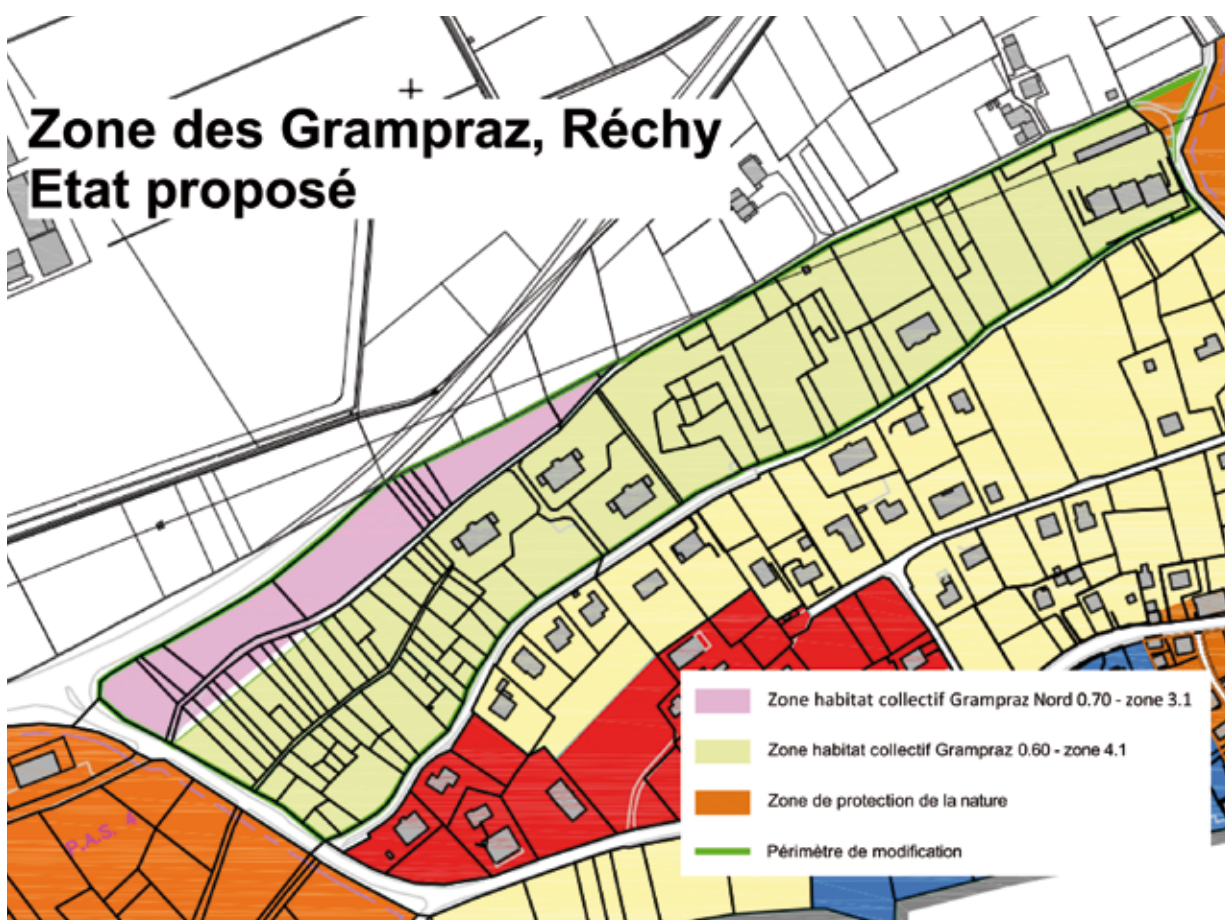 Zone des Grampraz, Réchy
Etat proposé
P.A.S. 4
Zone habitat collectif Grampraz Nord 0.70 - zone 3.1
Zone habitat collectif Grampraz 0.60 - zone 4.1
Zone de protection de la nature
Périmètre de modification